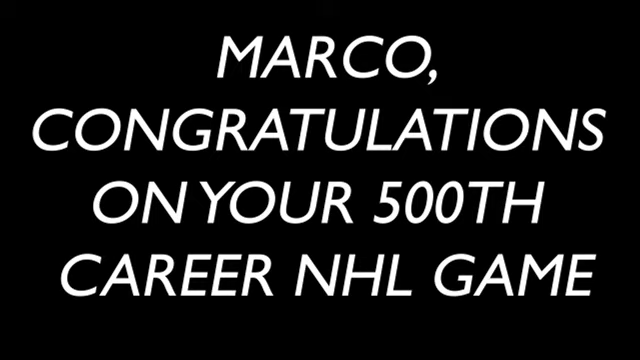 MARCO,
CONGRATULATIONS
ON YOUR 500TH
CAREER NHL GAME